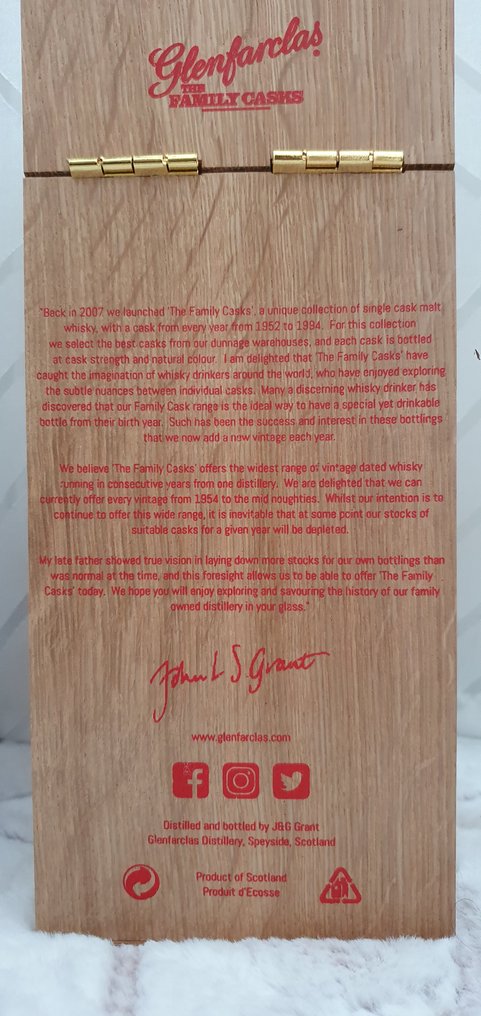 Glenfarclas
THE
FAMILY CASKS
"Back in 2007 we launched 'The Family Casks', a unique collection of single cask malt
whisky, with a cask from every year from 1952 to 1994. For this collection
we select the best casks from our dunnage warehouses, and each cask is bottled
at cask strength and natural colour. I am delighted that 'The Family Casks' have
caught the imagination of whisky drinkers around the world, who have enjoyed exploring
the subtle nuances between individual casks. Many a discerning whisky drinker has
discovered that our Family Cask range is the ideal way to have a special yet drinkable
bottle from their birth year. Such has been the success and interest in these bottlings
that we now add a new vintage each year.
We believe 'The Family Casks' offers the widest range of vintage dated whisky
running in consecutive years from one distillery. We are delighted that we can
currently offer every vintage from 1954 to the mid noughties. Whilst our intention is to
continue to offer this wide range, it is inevitable that at some point our stocks of
suitable casks for a given year will be depleted.
My late father showed true vision in laying down more stocks for our own bottlings than
was normal at the time, and this foresight allows us to be able to offer 'The Family
Casks' today. We hope you will enjoy exploring and savouring the history of our family
owned distillery in your glass."
John L S Grant
www.glenfarclas.com
Distilled and bottled by J&G Grant
Glenfarclas Distillery, Speyside, Scotland
Product of Scotland
Produit d'Ecosse